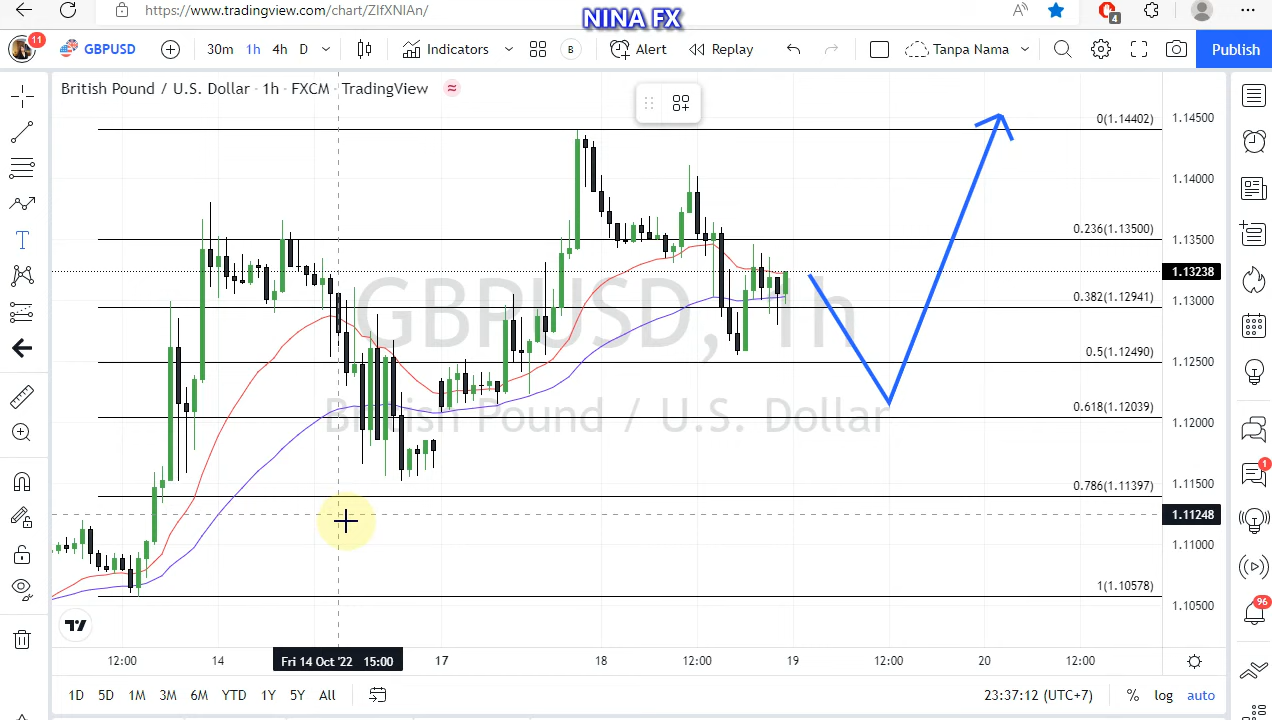 https://www.tradingview.com/chart/ZIfXNIAn/
NINA FX
4
11
GBPUSD
30m 1h 4h D
Indicators
B
Alert
Replay
Tanpa Nama
Publish
British Pound / U.S. Dollar · 1h · FXCM · TradingView
0(1.14402)
1.14500
1.14000
0.236(1.13500)
1.13500
1.13238
0.382(1.12941)
1.13000
GBPUSD, 1h
0.5(1.12490)
1.12500
British Pound / U.S. Dollar
0.618(1.12039)
1.12000
0.786(1.11397)
1.11500
1
1.11248
1.11000
1(1.10578)
1.10500
96
12:00 14 Fri 14 Oct '22 15:00 17 18 12:00 19 12:00 20 12:00
1D 5D 1M 3M 6M YTD 1Y 5Y All
23:37:12 (UTC+7) % log auto